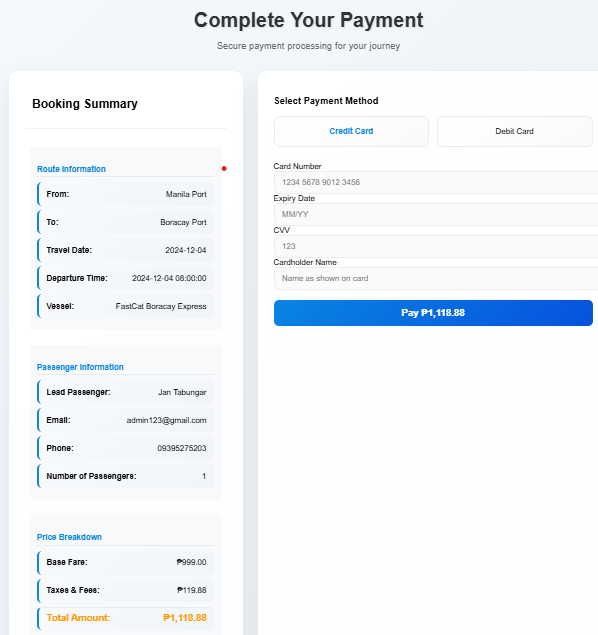 Complete Your Payment
Secure payment processing for your journey
Booking Summary
Route Information
From: Manila Port
To: Boracay Port
Travel Date: 2024-12-04
Departure Time: 2024-12-04 08:00:00
Vessel: FastCat Boracay Express
Passenger Information
Lead Passenger: Jan Tabungar
Email: admin123@gmail.com
Phone: 09395275203
Number of Passengers: 1
Price Breakdown
Base Fare: ₱999.00
Taxes & Fees: ₱119.88
Total Amount: ₱1,118.88
Select Payment Method
Credit Card
Debit Card
Card Number
1234 5678 9012 3456
Expiry Date
MM/YY
CVV
123
Cardholder Name
Name as shown on card
Pay ₱1,118.88